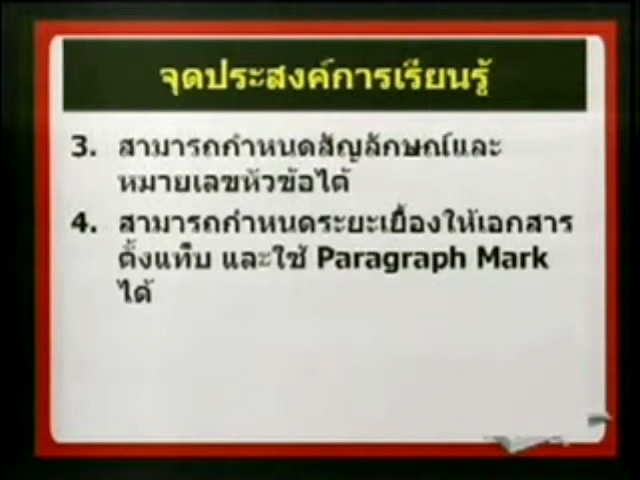 จุดประสงค์การเรียนรู้
3. สามารถกำหนดสัญลักษณ์และ
หมายเลขหัวข้อได้
4. สามารถกำหนดระยะเยื้องให้เอกสาร
ตั้งแท็บ และใช้ Paragraph Mark
ได้